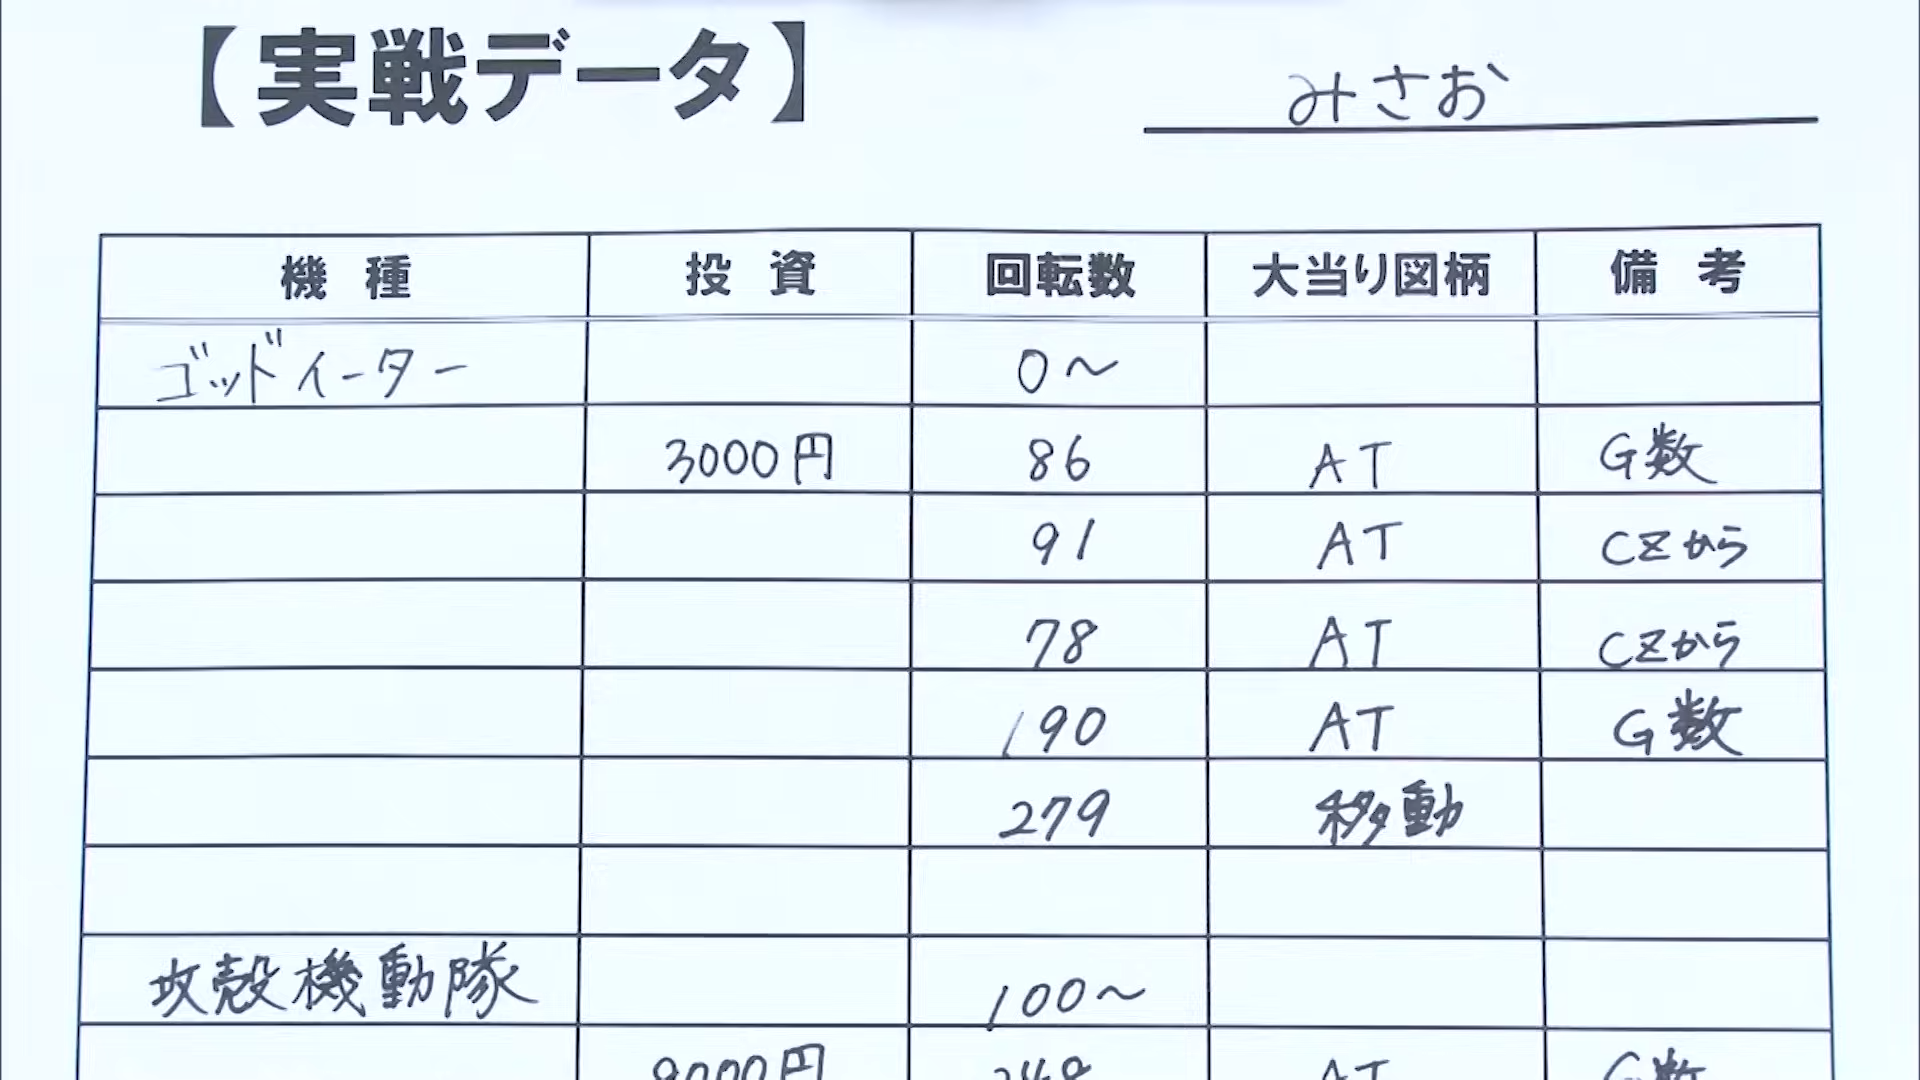 【実戦データ】
みさお
機種 投資 回転数 大当り図柄 備考
ゴッドイーター 0～
3000円 86 AT G数
91 AT CZから
78 AT CZから
190 AT G数
279 移動
攻殻機動隊 100～
AT G数